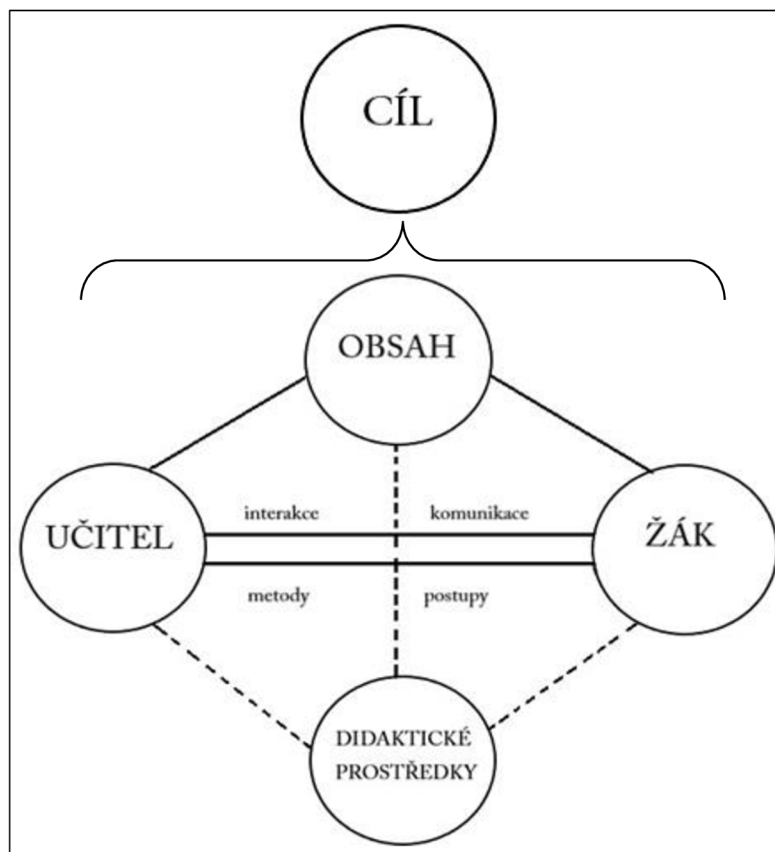 CÍL
OBSAH
UČITEL
interakce
komunikace
ŽÁK
metody
postupy
DIDAKTICKÉ
PROSTŘEDKY